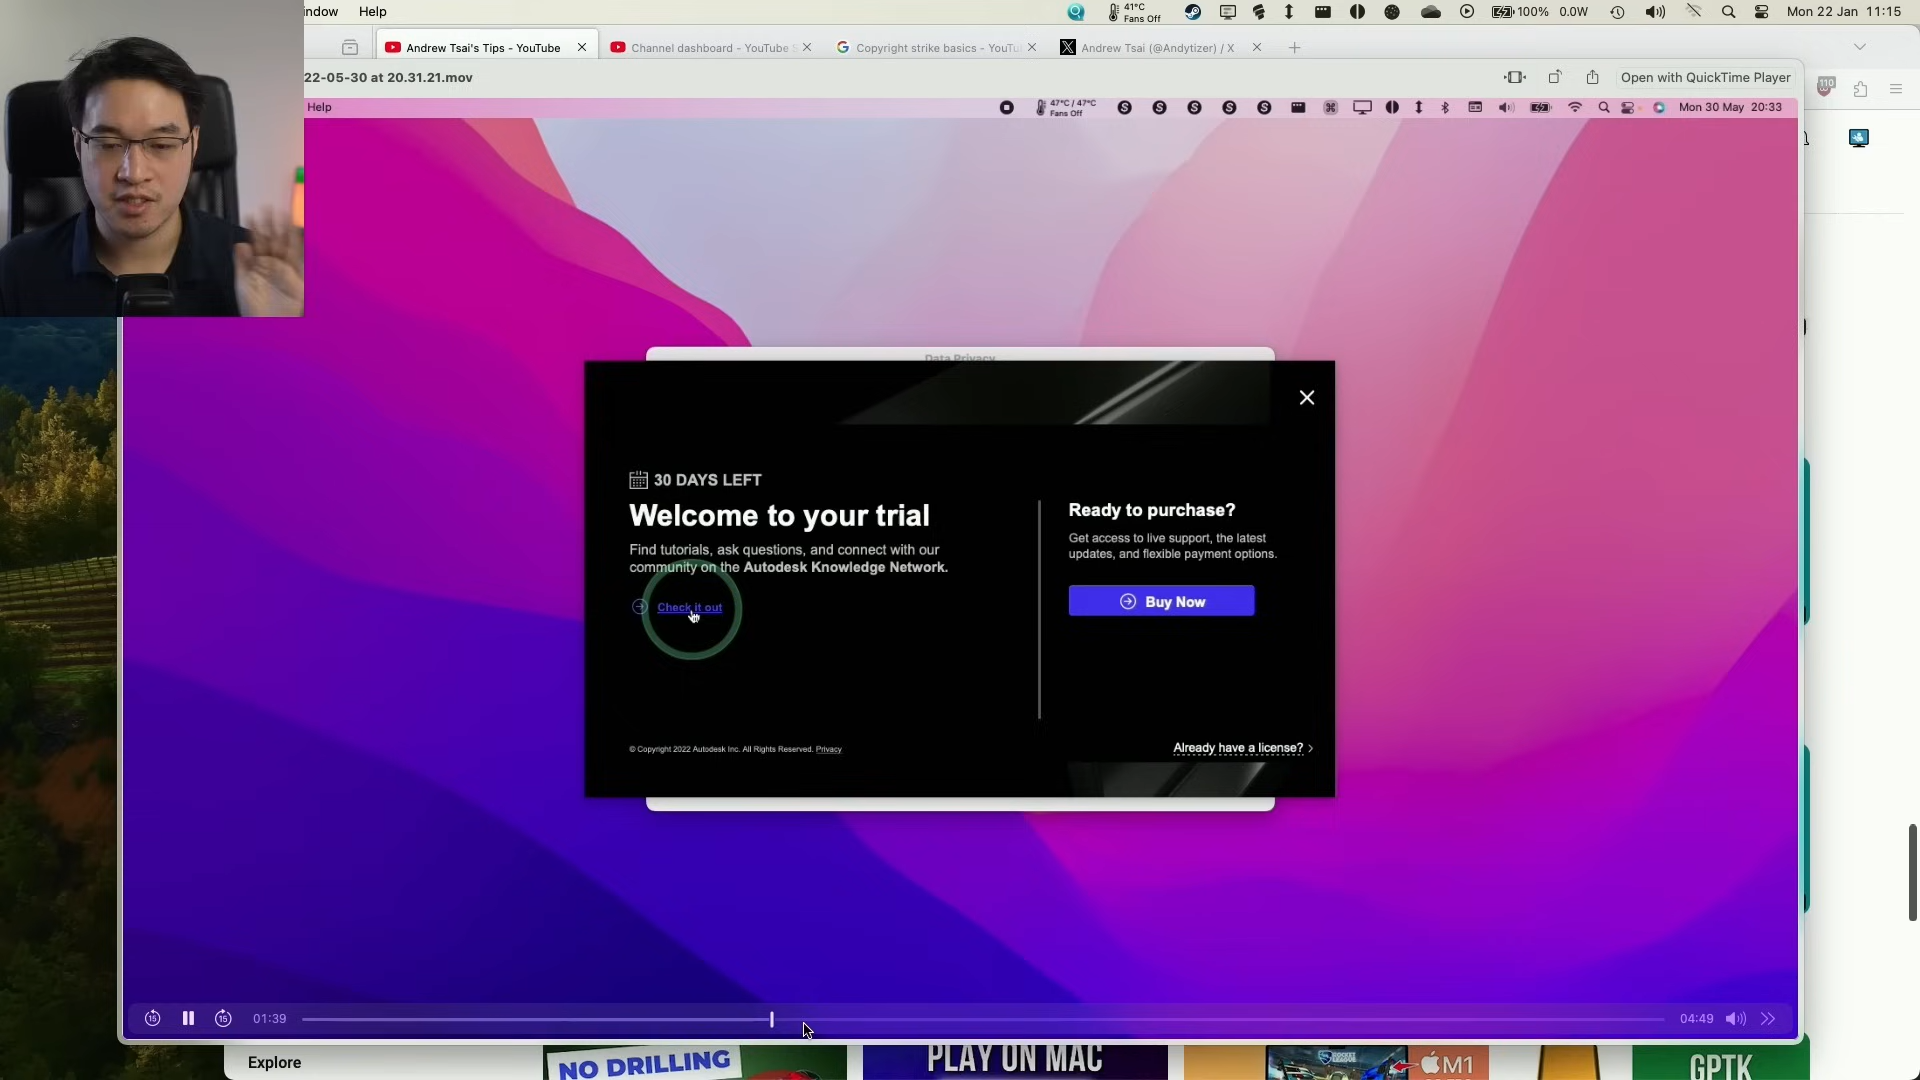 indow Help
41°C
Fans Off
100% 0.0W
Mon 22 Jan 11:15
Andrew Tsai's Tips - YouTube
Channel dashboard - YouTube S
Copyright strike basics - YouTu
Andrew Tsai (@Andytizer) / X
22-05-30 at 20.31.21.mov
Open with QuickTime Player
110
Help
47°C / 47°C
Fans Off
Mon 30 May 20:33
Data Privacy
30 DAYS LEFT
Welcome to your trial
Find tutorials, ask questions, and connect with our
community on the Autodesk Knowledge Network.
Check it out
Ready to purchase?
Get access to live support, the latest
updates, and flexible payment options.
Buy Now
© Copyright 2022 Autodesk Inc. All Rights Reserved. Privacy
Already have a license?
15
15
01:39
04:49
Explore
NO DRILLING
PLAY ON MAC
M1
GPTK